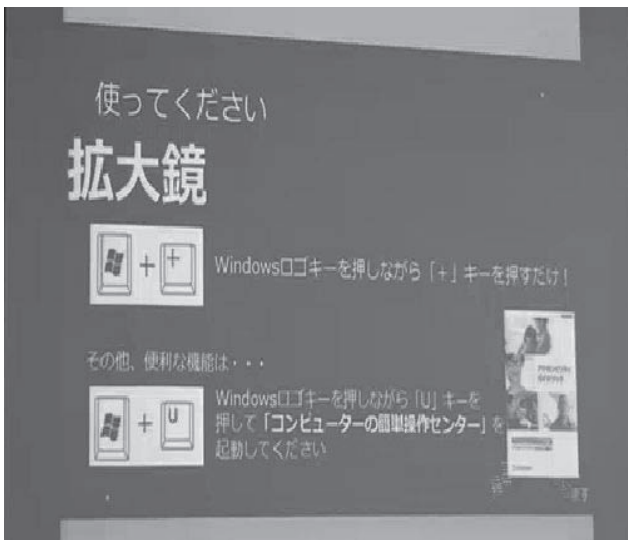 使ってください
拡大鏡
+ +
Windowsロゴキーを押しながら「+」キーを押すだけ!
その他、便利な機能は・・・
+ U
Windowsロゴキーを押しながら「U」キーを
押して「コンピューターの簡単操作センター」を
起動してください